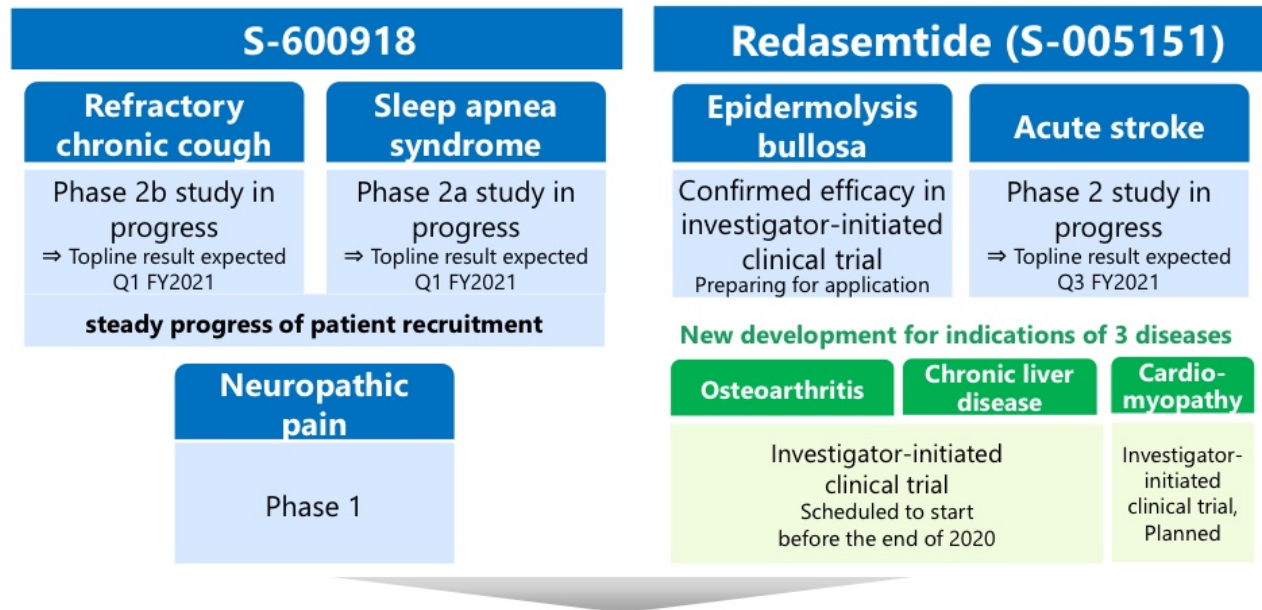 S-600918
Refractory
chronic cough
Phase 2b study in
progress
⇒ Topline result expected
Q1 FY2021
Sleep apnea
syndrome
Phase 2a study in
progress
⇒ Topline result expected
Q1 FY2021
steady progress of patient recruitment
Neuropathic
pain
Phase 1
Redasemtide (S-005151)
Epidermolysis
bullosa
Confirmed efficacy in
investigator-initiated
clinical trial
Preparing for application
Acute stroke
Phase 2 study in
progress
⇒ Topline result expected
Q3 FY2021
New development for indications of 3 diseases
Osteoarthritis
Chronic liver
disease
Investigator-initiated
clinical trial
Scheduled to start
before the end of 2020
Cardio-
myopathy
Investigator-
initiated
clinical trial,
Planned